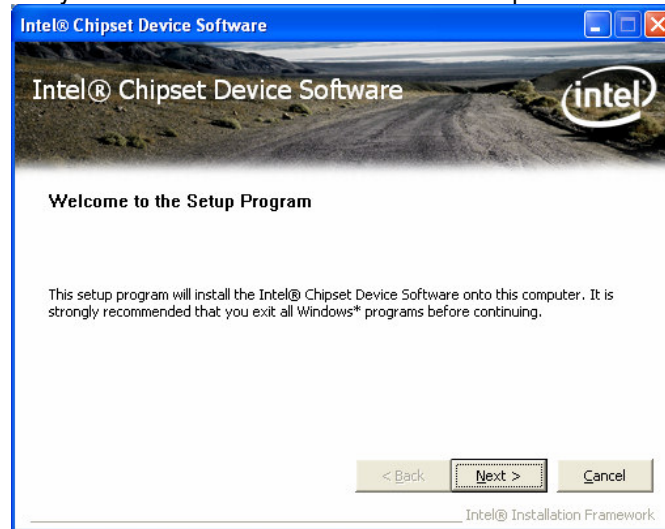 Intel® Chipset Device Software
Intel® Chipset Device Software
intel
Welcome to the Setup Program
This setup program will install the Intel® Chipset Device Software onto this computer. It is
strongly recommended that you exit all Windows* programs before continuing.
< Back Next > Cancel
Intel® Installation Framework